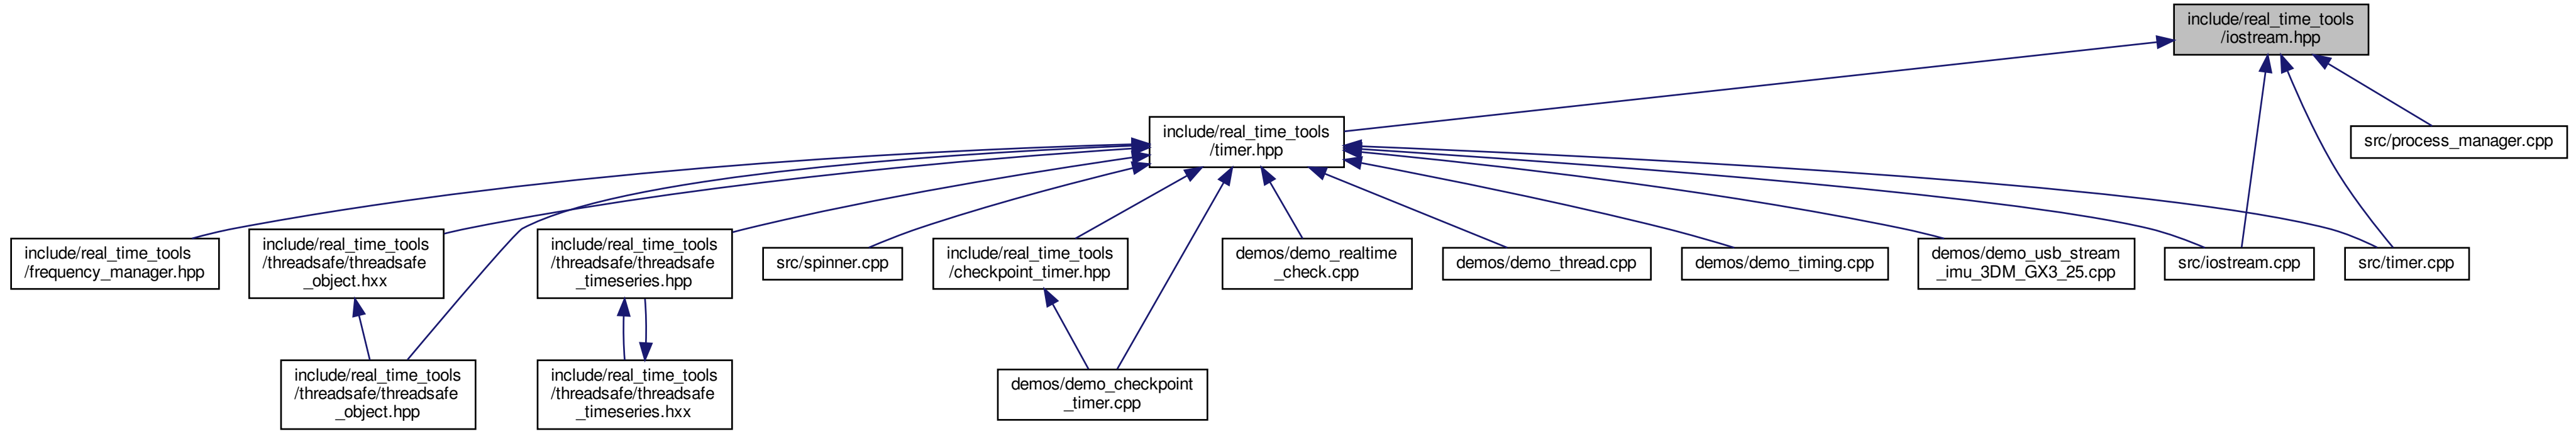 include/real_time_tools
/iostream.hpp
include/real_time_tools
/timer.hpp
src/process_manager.cpp
include/real_time_tools
/frequency_manager.hpp
include/real_time_tools
/threadsafe/threadsafe
_object.hxx
include/real_time_tools
/threadsafe/threadsafe
_timeseries.hpp
src/spinner.cpp
include/real_time_tools
/checkpoint_timer.hpp
demos/demo_realtime
_check.cpp
demos/demo_thread.cpp
demos/demo_timing.cpp
demos/demo_usb_stream
_imu_3DM_GX3_25.cpp
src/iostream.cpp
src/timer.cpp
include/real_time_tools
/threadsafe/threadsafe
_object.hpp
include/real_time_tools
/threadsafe/threadsafe
_timeseries.hxx
demos/demo_checkpoint
_timer.cpp